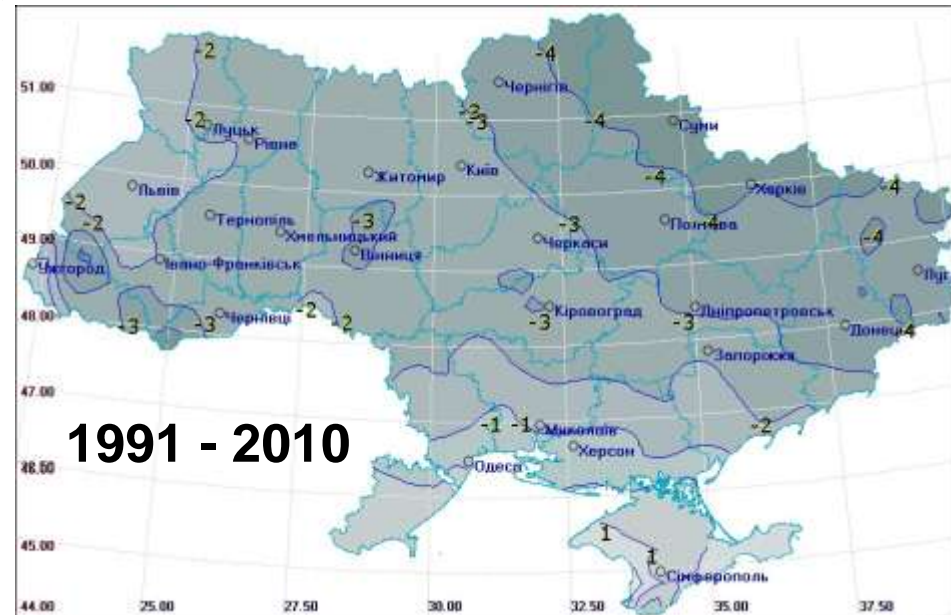 -2
-4
51.00
Чернігів
-3
-3
-2
Луцьк
-4
Суми
Рівне
50.00
Київ
Житомир
-4
Харків
-4
Львів
-2
-2
Тернопіль
-3
-3
Полтава
-4
Хмельницький
Черкаси
-4
49.00
Вінниця
Ужгород
Івано-Франківськ
-2
Кіровоград
Дніпропетровськ
48.00
-3
-3
Чернівці
-2
-3
-3
Донецьк
-4
Запоріжжя
47.00
1991 - 2010
-1
-1
Миколаїв
-2
Херсон
Одеса
45.00
1
1
Сімферополь
44.00
25.00
27.50
30.00
32.50
35.00
37.50